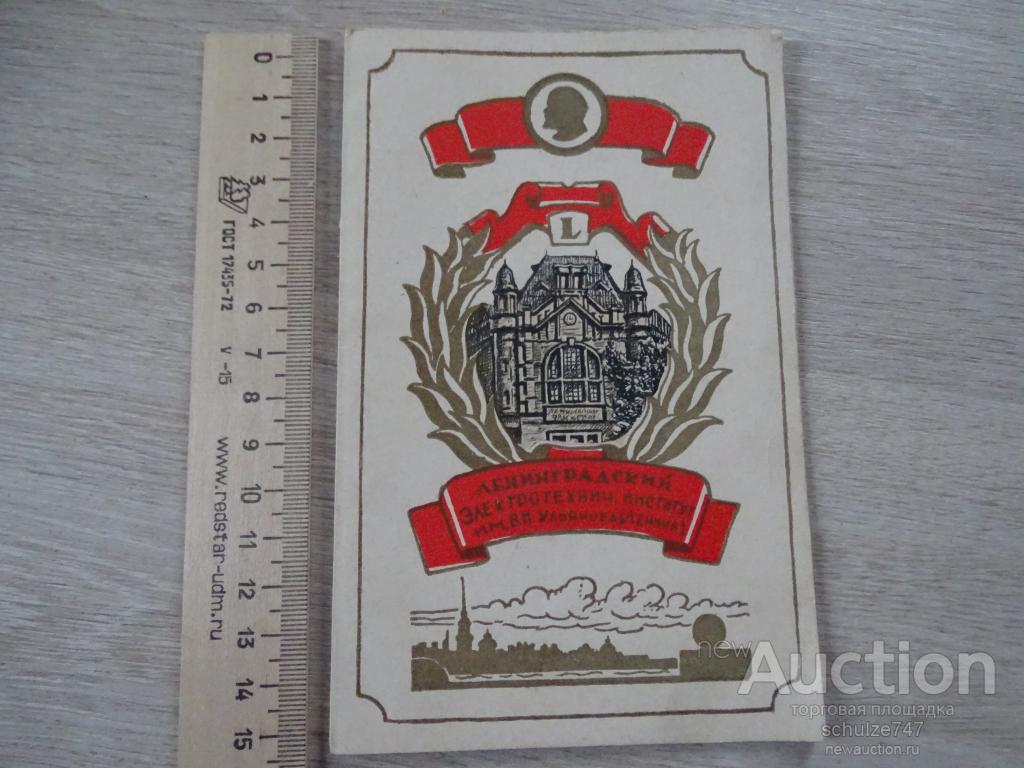 0
1
2
3
4
5
6
7
8
9
10
11
12
13
14
15
ГОСТ 17435-72
V-15
www.redstar-udm.ru
L
ЛЕНИНГРАДСКИЙ
ЭЛЕКТРОТЕХНИЧ. ИНСТИТУТ
ИМ. В.И. УЛЬЯНОВА (ЛЕНИНА)
newAuction
торговая площадка
schulze747
newauction.ru